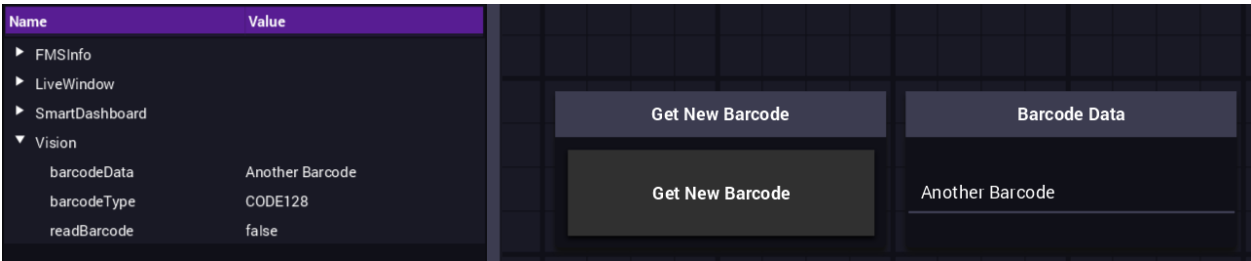 Name Value
FMSInfo
LiveWindow
SmartDashboard
Vision
barcodeData Another Barcode
barcodeType CODE128
readBarcode false
Get New Barcode
Get New Barcode
Barcode Data
Another Barcode